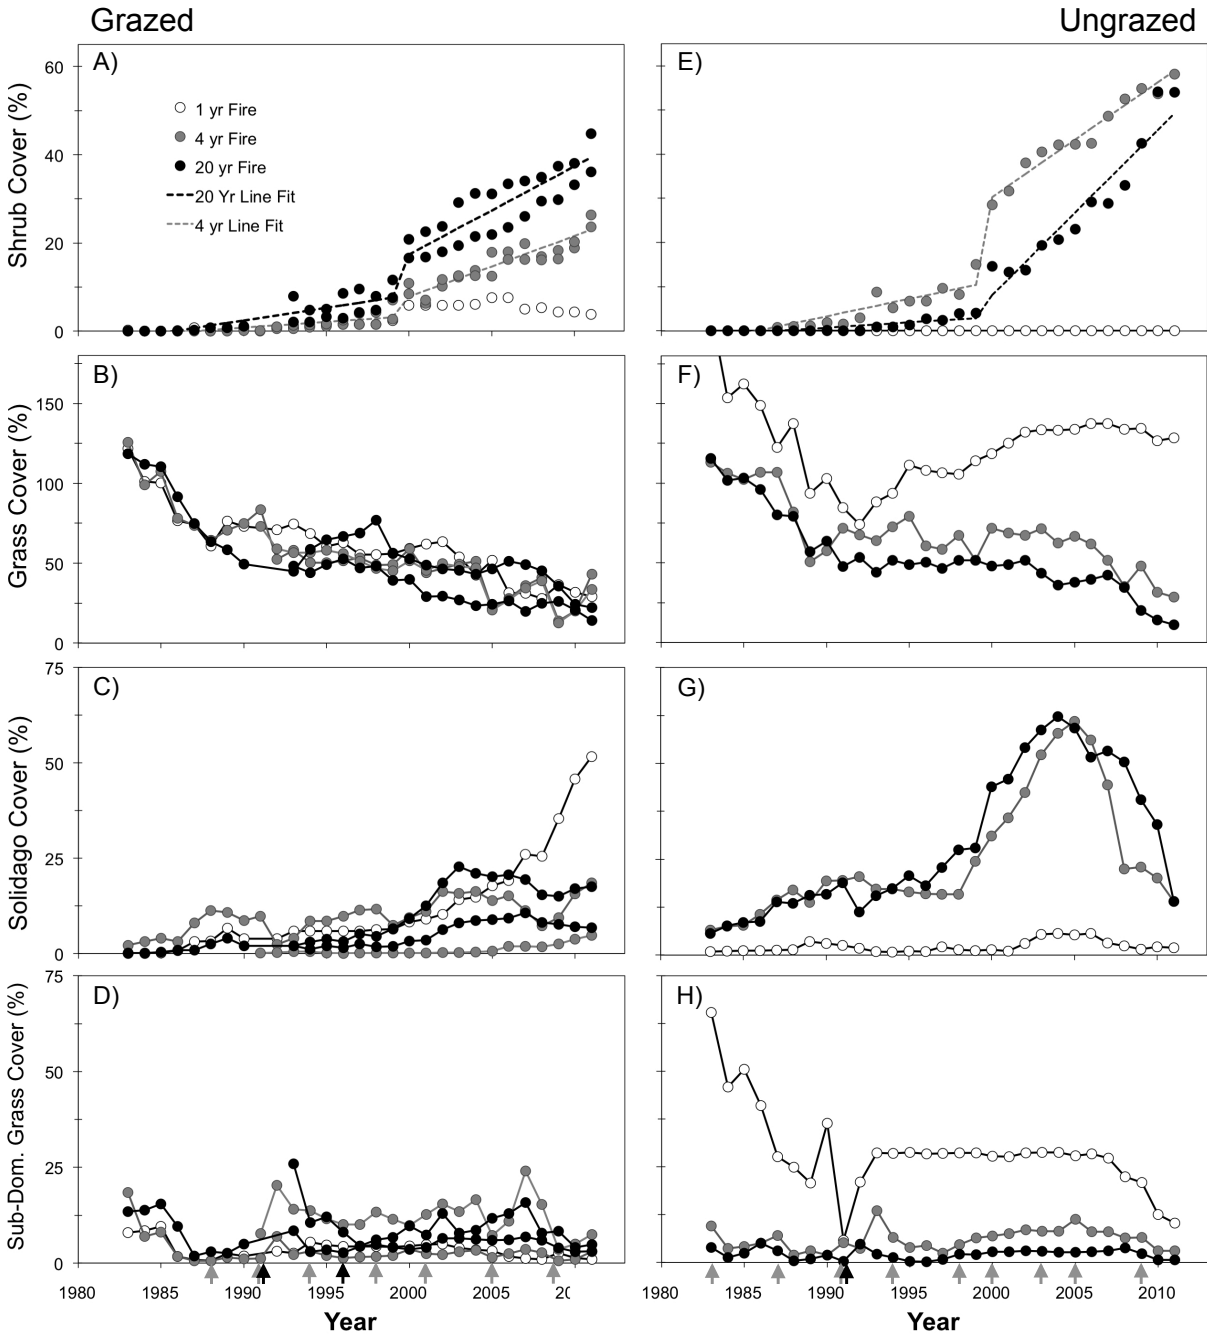 Grazed
Ungrazed
A)
E)
Shrub Cover (%)
60
40
20
0
1 yr Fire
4 yr Fire
20 yr Fire
20 Yr Line Fit
4 yr Line Fit
B)
F)
Grass Cover (%)
150
100
50
0
C)
G)
Solidago Cover (%)
75
50
25
0
D)
H)
Sub-Dom. Grass Cover (%)
75
50
25
0
1980 1985 1990 1995 2000 2005 20
1980 1985 1990 1995 2000 2005 2010
Year
Year